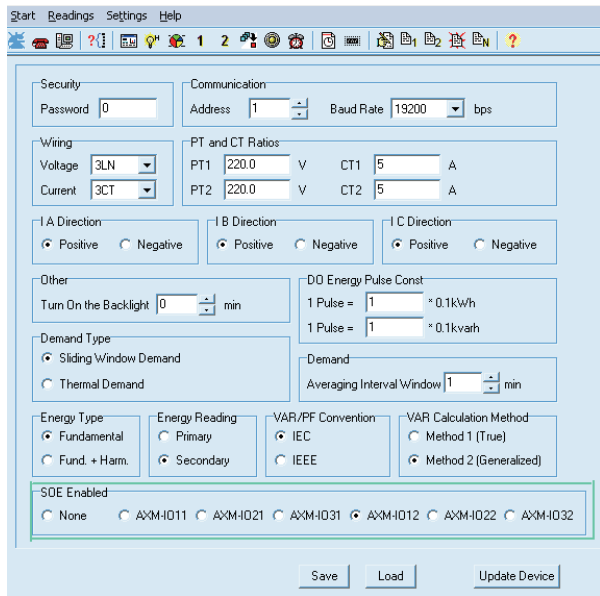 Start Readings Settings Help
?{} H 1 2 1 2 N ?
Security Communication
Password 0 Address 1 Baud Rate 19200 bps
Wiring PT and CT Ratios
Voltage 3LN PT1 220.0 V CT1 5 A
Current 3CT PT2 220.0 V CT2 5 A
I A Direction I B Direction I C Direction
Positive Negative Positive Negative Positive Negative
Other DO Energy Pulse Const
Turn On the Backlight 0 min 1 Pulse = 1 * 0.1kWh
1 Pulse = 1 * 0.1kvarh
Demand Type Demand
Sliding Window Demand
Thermal Demand Averaging Interval Window 1 min
Energy Type Energy Reading VAR/PF Convention VAR Calculation Method
Fundamental Primary IEC Method 1 (True)
Fund. + Harm. Secondary IEEE Method 2 (Generalized)
SOE Enabled
None AXM-IO11 AXM-IO21 AXM-IO31 AXM-IO12 AXM-IO22 AXM-IO32
Save Load Update Device